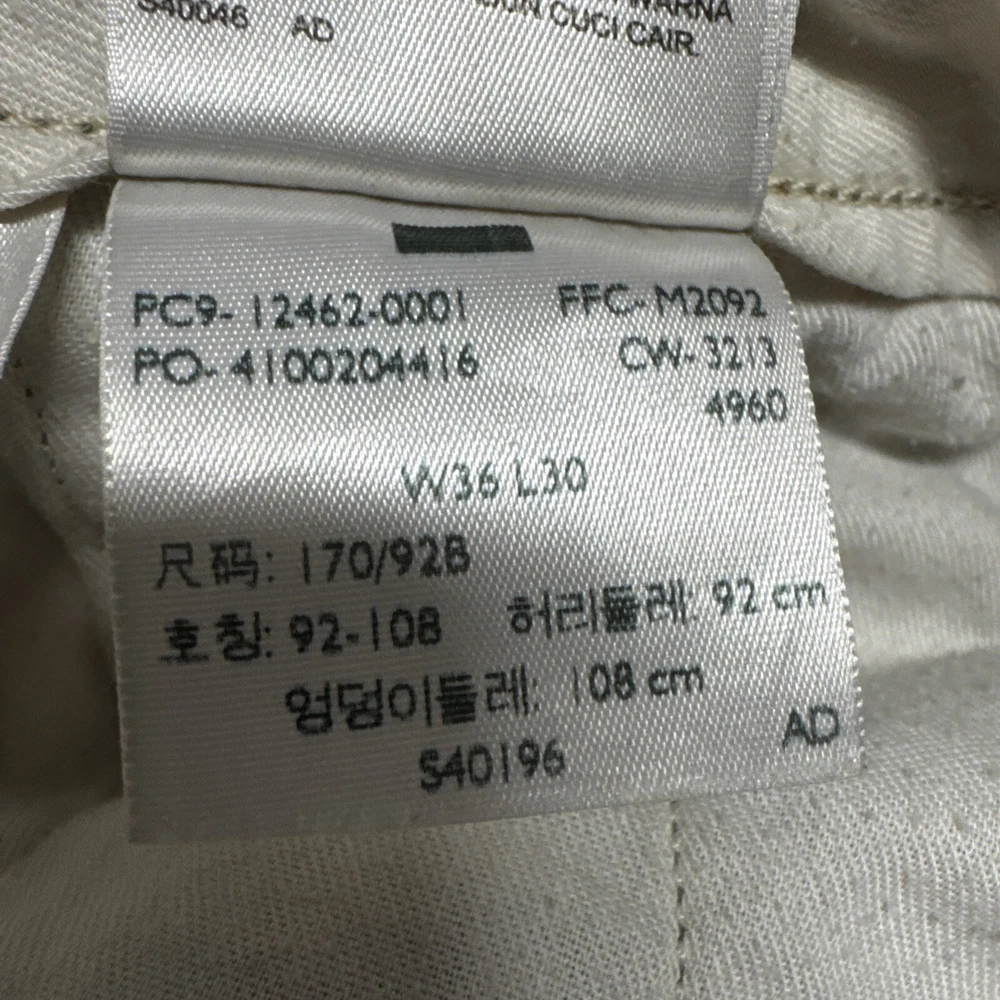 S40046 AD
WARNA
CUCI CAIR.
PC9-12462-0001 FFC-M2092
PO-4100204416 CW-3213
4960
W36 L30
尺码: 170/92B
호칭: 92-108 허리둘레: 92 cm
엉덩이둘레: 108 cm
S40196 AD